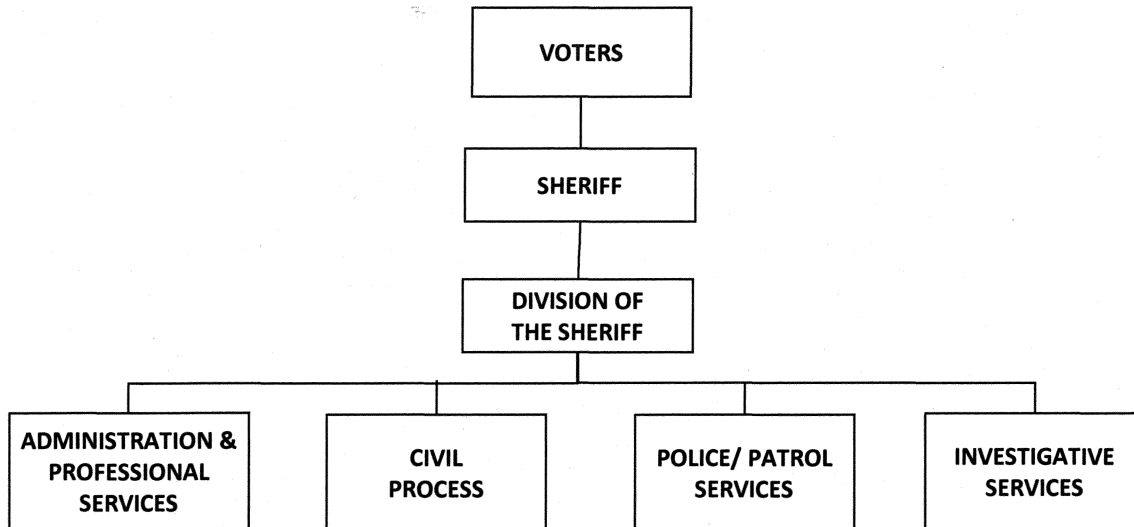 VOTERS
SHERIFF
DIVISION OF
THE SHERIFF
ADMINISTRATION &
PROFESSIONAL
SERVICES
CIVIL
PROCESS
POLICE/ PATROL
SERVICES
INVESTIGATIVE
SERVICES